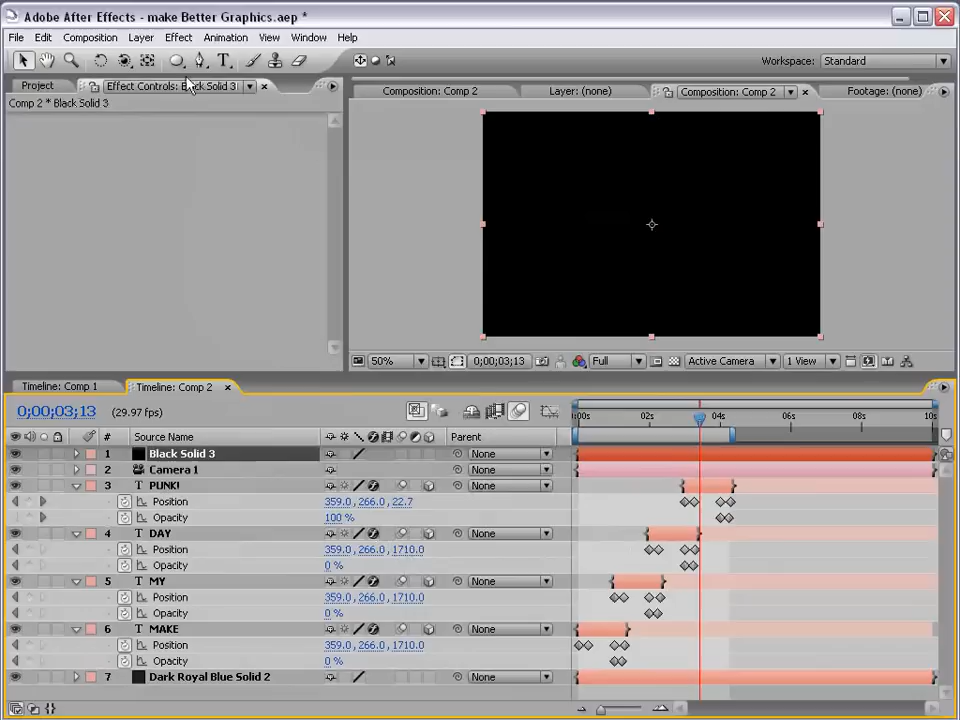 Adobe After Effects - make Better Graphics.aep *
File Edit Composition Layer Effect Animation View Window Help
Workspace: Standard
Project Effect Controls: Black Solid 3
Composition: Comp 2 Layer: (none) Composition: Comp 2 Footage: (none)
Comp 2 * Black Solid 3
50% 0;00;03;13 Full Active Camera 1 View
Timeline: Comp 1 Timeline: Comp 2
0;00;03;13 (29.97 fps)
:00s 02s 04s 06s 08s 10s
# Source Name Parent
1 Black Solid 3 None
2 Camera 1 None
3 T PUNK! None
Position 359.0, 266.0, 22.7
Opacity 100 %
4 T DAY None
Position 359.0, 266.0, 1710.0
Opacity 0 %
5 T MY None
Position 359.0, 266.0, 1710.0
Opacity 0 %
6 T MAKE None
Position 359.0, 266.0, 1710.0
Opacity 0 %
7 Dark Royal Blue Solid 2 None